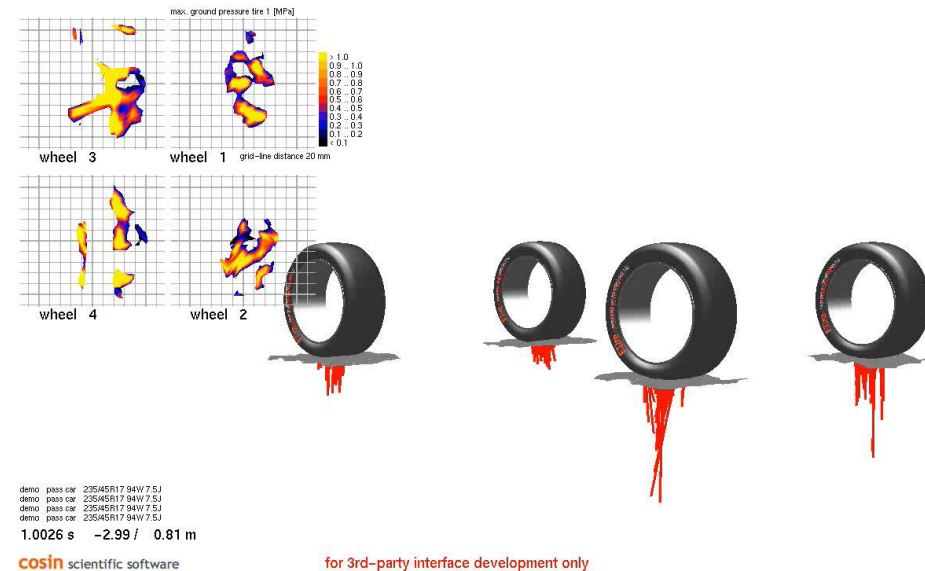 max. ground pressure tire 1 [MPa]
> 1.0
0.9 .. 1.0
0.8 .. 0.9
0.7 .. 0.8
0.6 .. 0.7
0.5 .. 0.6
0.4 .. 0.5
0.3 .. 0.4
0.2 .. 0.3
0.1 .. 0.2
< 0.1
wheel 3
wheel 1 grid-line distance 20 mm
wheel 4
wheel 2
demo pass car 235/45R17 94W 7.5J
demo pass car 235/45R17 94W 7.5J
demo pass car 235/45R17 94W 7.5J
demo pass car 235/45R17 94W 7.5J
1.0026 s -2.99 / 0.81 m
cosin scientific software
for 3rd-party interface development only